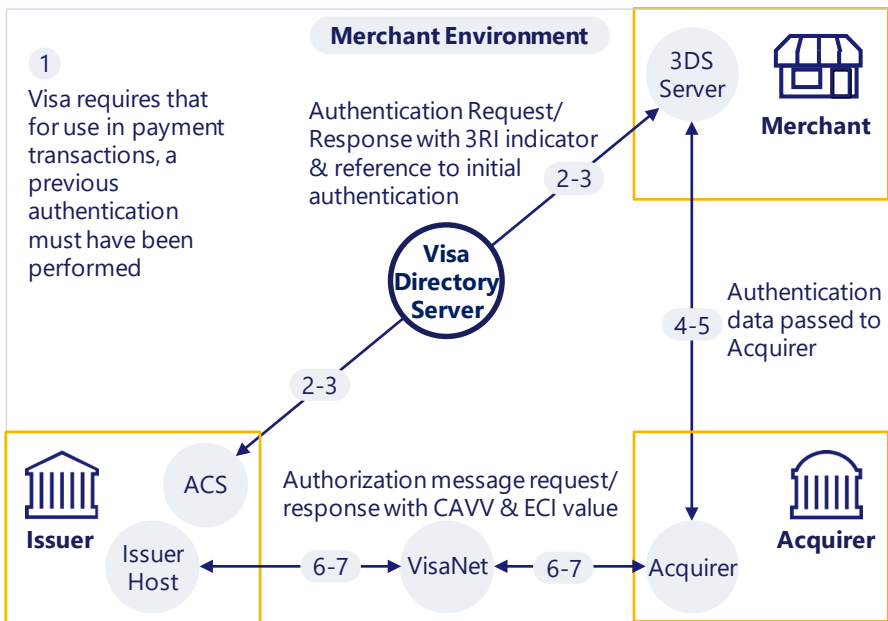 Merchant Environment
1
Visa requires that
for use in payment
transactions, a
previous
authentication
must have been
performed
Authentication Request/
Response with 3RI indicator
& reference to initial
authentication
2-3
3DS
Server
Merchant
Visa
Directory
Server
4-5
Authentication
data passed to
Acquirer
2-3
ACS
Issuer
Issuer
Host
Authorization message request/
response with CAVV & ECI value
6-7
VisaNet
6-7
Acquirer
Acquirer